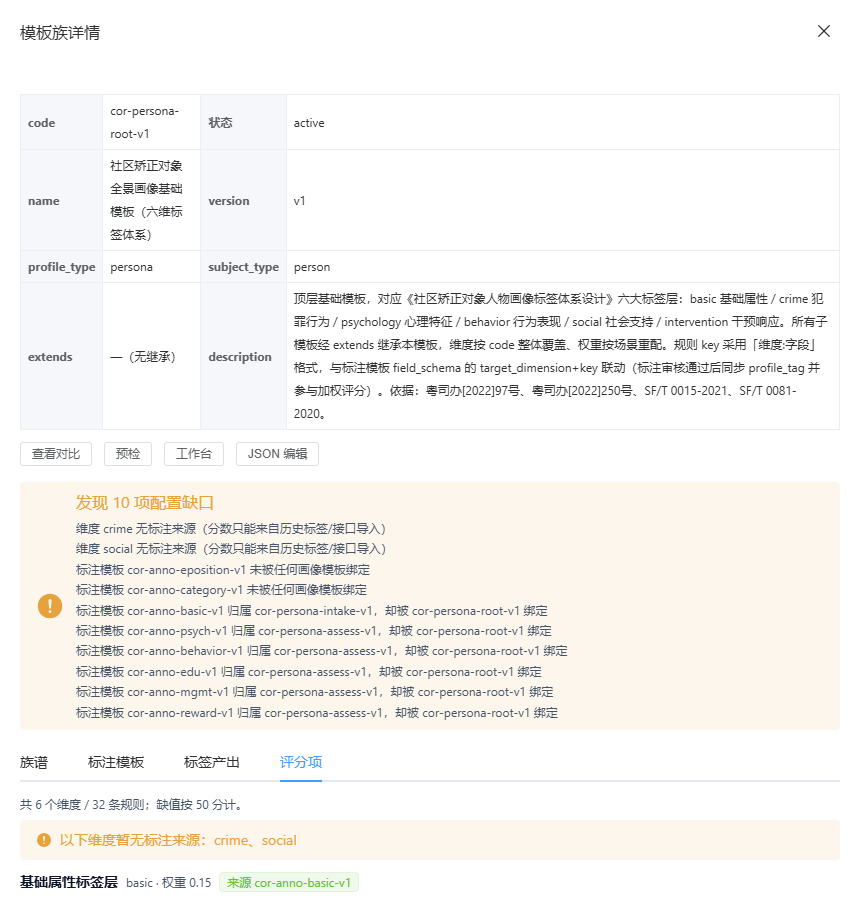 模板族详情
code
cor-persona-
root-v1
状态
active
name
社区矫正对象
全景画像基础
模板（六维标
签体系）
version
v1
profile_type
persona
subject_type
person
extends
—（无继承）
description
顶层基础模板，对应《社区矫正对象人物画像标签体系设计》六大标签层：basic 基础属性 / crime 犯
罪行为 / psychology 心理特征 / behavior 行为表现 / social 社会支持 / intervention 干预响应。所有子
模板经 extends 继承本模板，维度按 code 整体覆盖、权重按场景重配。规则 key 采用「维度:字段」
格式，与标注模板 field_schema 的 target_dimension+key 联动（标注审核通过后同步 profile_tag 并
参与加权评分）。依据：粤司办[2022]97号、粤司办[2022]250号、SF/T 0015-2021、SF/T 0081-
2020。
查看对比 预检 工作台 JSON 编辑
发现 10 项配置缺口
维度 crime 无标注来源（分数只能来自历史标签/接口导入）
维度 social 无标注来源（分数只能来自历史标签/接口导入）
标注模板 cor-anno-eposition-v1 未被任何画像模板绑定
标注模板 cor-anno-category-v1 未被任何画像模板绑定
标注模板 cor-anno-basic-v1 归属 cor-persona-intake-v1，却被 cor-persona-root-v1 绑定
标注模板 cor-anno-psych-v1 归属 cor-persona-assess-v1，却被 cor-persona-root-v1 绑定
标注模板 cor-anno-behavior-v1 归属 cor-persona-assess-v1，却被 cor-persona-root-v1 绑定
标注模板 cor-anno-edu-v1 归属 cor-persona-assess-v1，却被 cor-persona-root-v1 绑定
标注模板 cor-anno-mgmt-v1 归属 cor-persona-assess-v1，却被 cor-persona-root-v1 绑定
标注模板 cor-anno-reward-v1 归属 cor-persona-assess-v1，却被 cor-persona-root-v1 绑定
族谱 标注模板 标签产出 评分项
共 6 个维度 / 32 条规则；缺值按 50 分计。
以下维度暂无标注来源：crime、social
基础属性标签层 basic · 权重 0.15 来源 cor-anno-basic-v1